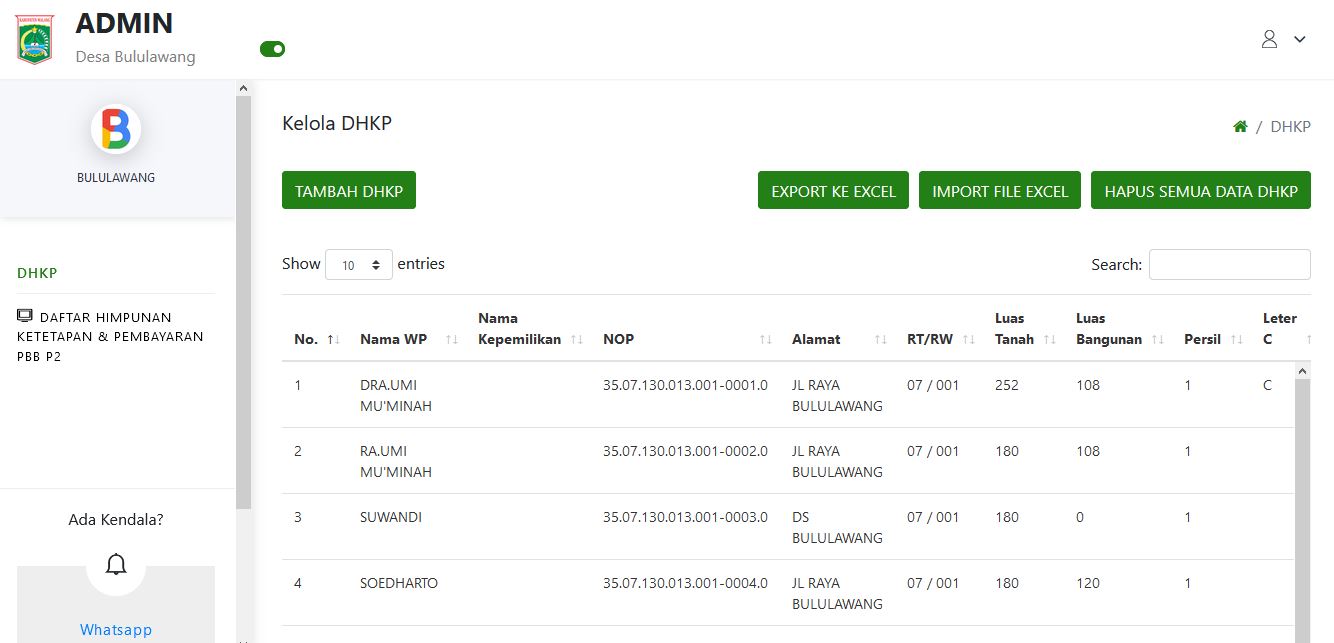 ADMIN
Desa Bululawang
BULULAWANG
DHKP
DAFTAR HIMPUNAN
KETETAPAN & PEMBAYARAN
PBB P2
Ada Kendala?
Whatsapp
Kelola DHKP
/ DHKP
TAMBAH DHKP
EXPORT KE EXCEL
IMPORT FILE EXCEL
HAPUS SEMUA DATA DHKP
Show 10 entries
Search:
No. Nama WP Nama Kepemilikan NOP Alamat RT/RW Luas Tanah Luas Bangunan Persil Leter C
1 DRA.UMI MU'MINAH 35.07.130.013.001-0001.0 JL RAYA BULULAWANG 07 / 001 252 108 1 C
2 RA.UMI MU'MINAH 35.07.130.013.001-0002.0 JL RAYA BULULAWANG 07 / 001 180 108 1
3 SUWANDI 35.07.130.013.001-0003.0 DS BULULAWANG 07 / 001 180 0 1
4 SOEDHARTO 35.07.130.013.001-0004.0 JL RAYA BULULAWANG 07 / 001 180 120 1